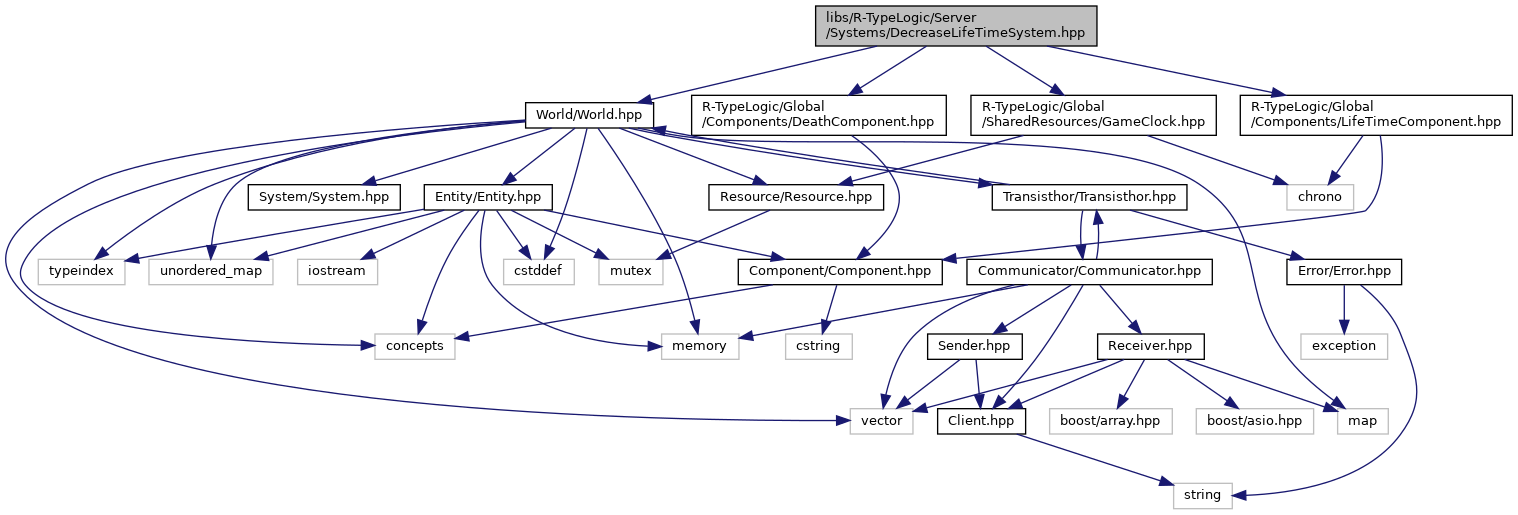 libs/R-TypeLogic/Server
/Systems/DecreaseLifeTimeSystem.hpp
World/World.hpp
R-TypeLogic/Global
/Components/DeathComponent.hpp
R-TypeLogic/Global
/SharedResources/GameClock.hpp
R-TypeLogic/Global
/Components/LifeTimeComponent.hpp
System/System.hpp
Entity/Entity.hpp
Resource/Resource.hpp
Transisthor/Transisthor.hpp
chrono
typeindex
unordered_map
iostream
cstddef
mutex
Component/Component.hpp
Communicator/Communicator.hpp
Error/Error.hpp
concepts
memory
cstring
Sender.hpp
Receiver.hpp
exception
vector
Client.hpp
boost/array.hpp
boost/asio.hpp
map
string